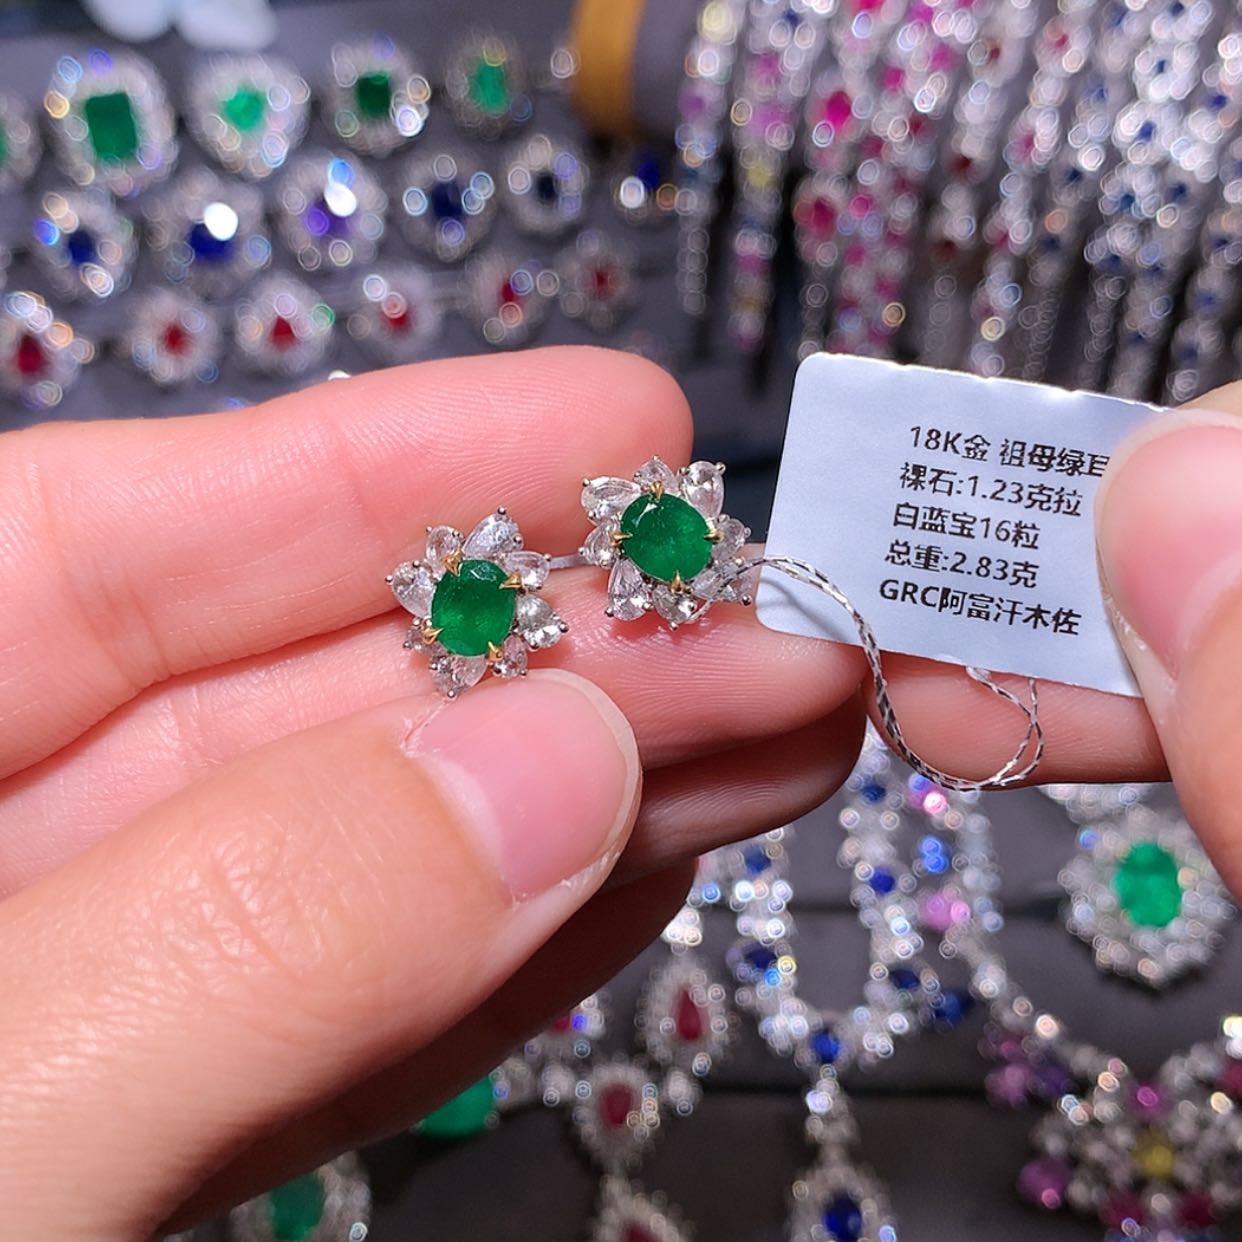 18K金 祖母绿耳
裸石:1.23克拉
白蓝宝16粒
总重:2.83克
GRC阿富汗木佐